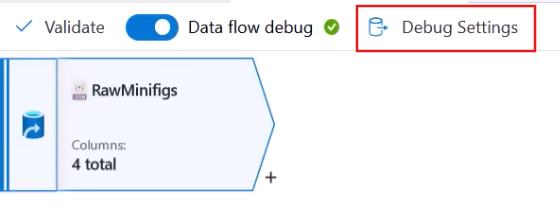 Validate Data flow debug Debug Settings
RawMinifigs
Columns:
4 total
+